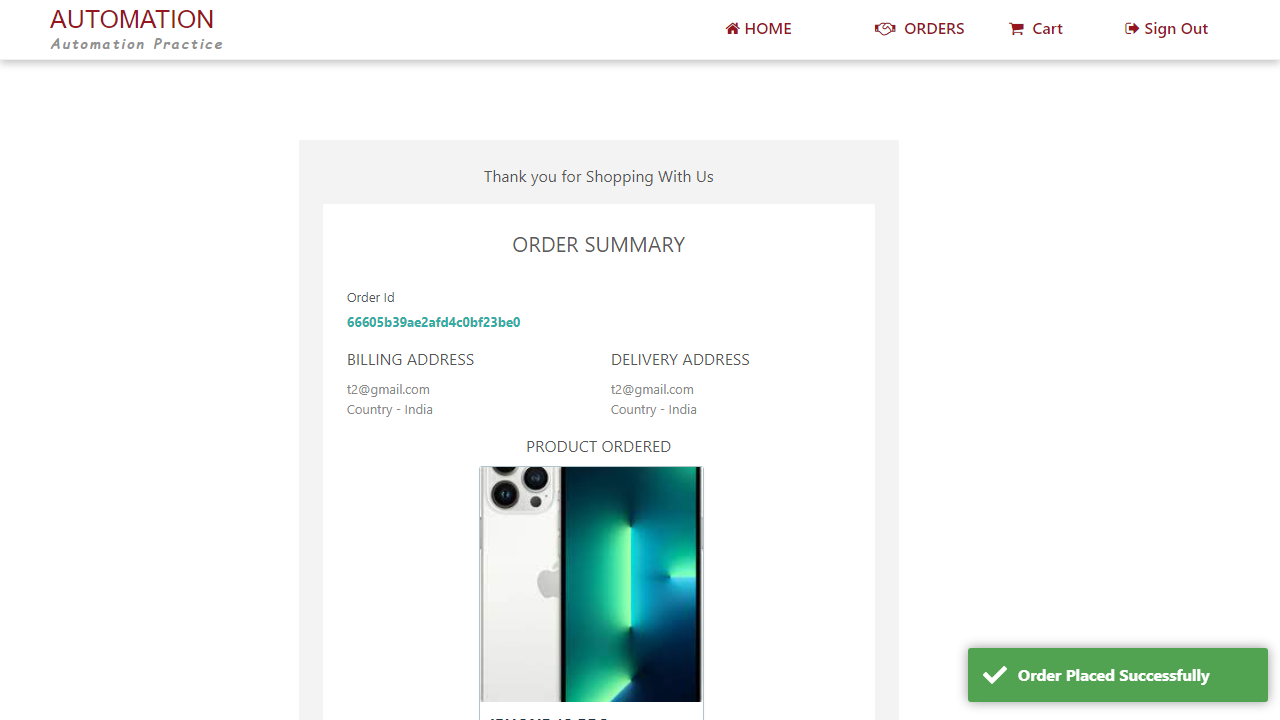 AUTOMATION
Automation Practice
HOME
ORDERS
Cart
Sign Out
Thank you for Shopping With Us
ORDER SUMMARY
Order Id
66605b39ae2afd4c0bf23be0
BILLING ADDRESS
t2@gmail.com
Country - India
DELIVERY ADDRESS
t2@gmail.com
Country - India
PRODUCT ORDERED
Order Placed Successfully